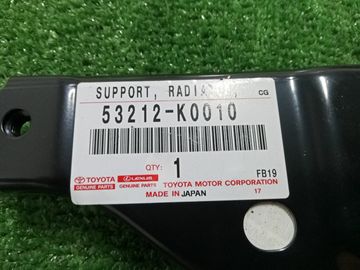 SUPPORT, RADIATOR, CG
53212-K0010
QTY: 1 FB19
TOYOTA LEXUS
GENUINE PARTS GENUINE PARTS TOYOTA MOTOR CORPORATION
MADE IN JAPAN 17